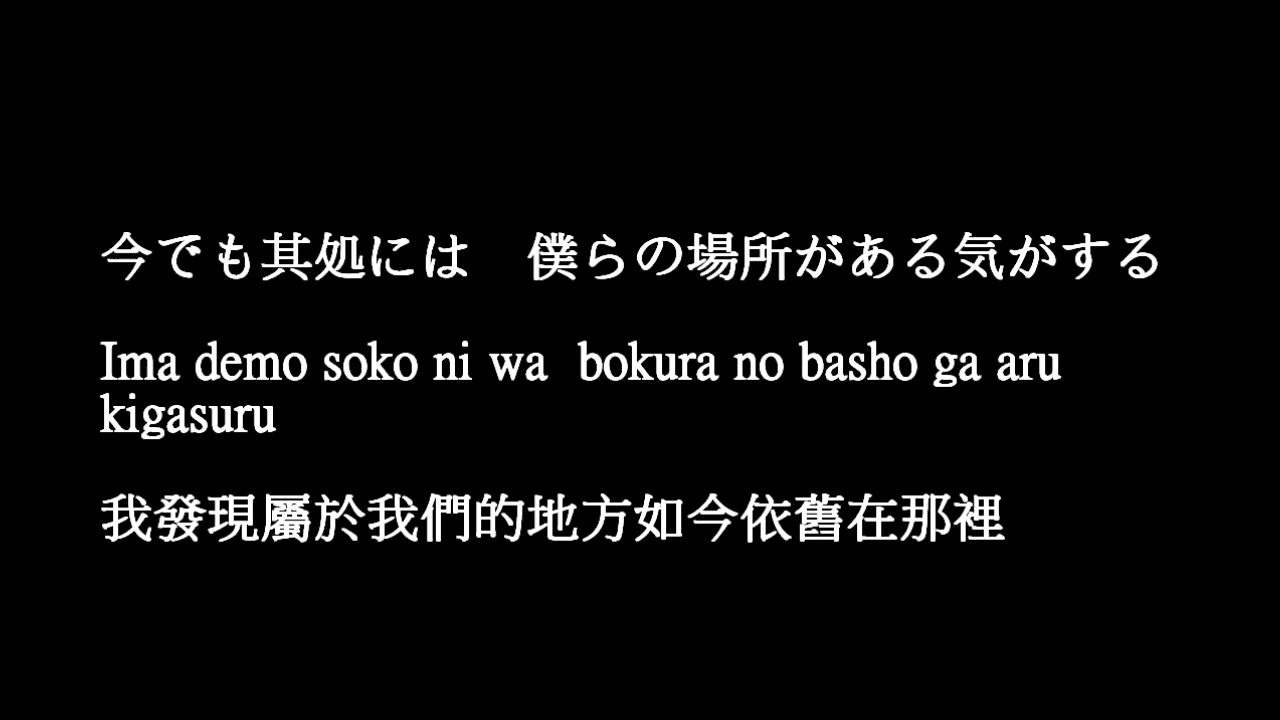 今でも其処には　僕らの場所がある気がする
Ima demo soko ni wa  bokura no basho ga aru
kigasuru
我發現屬於我們的地方如今依舊在那裡